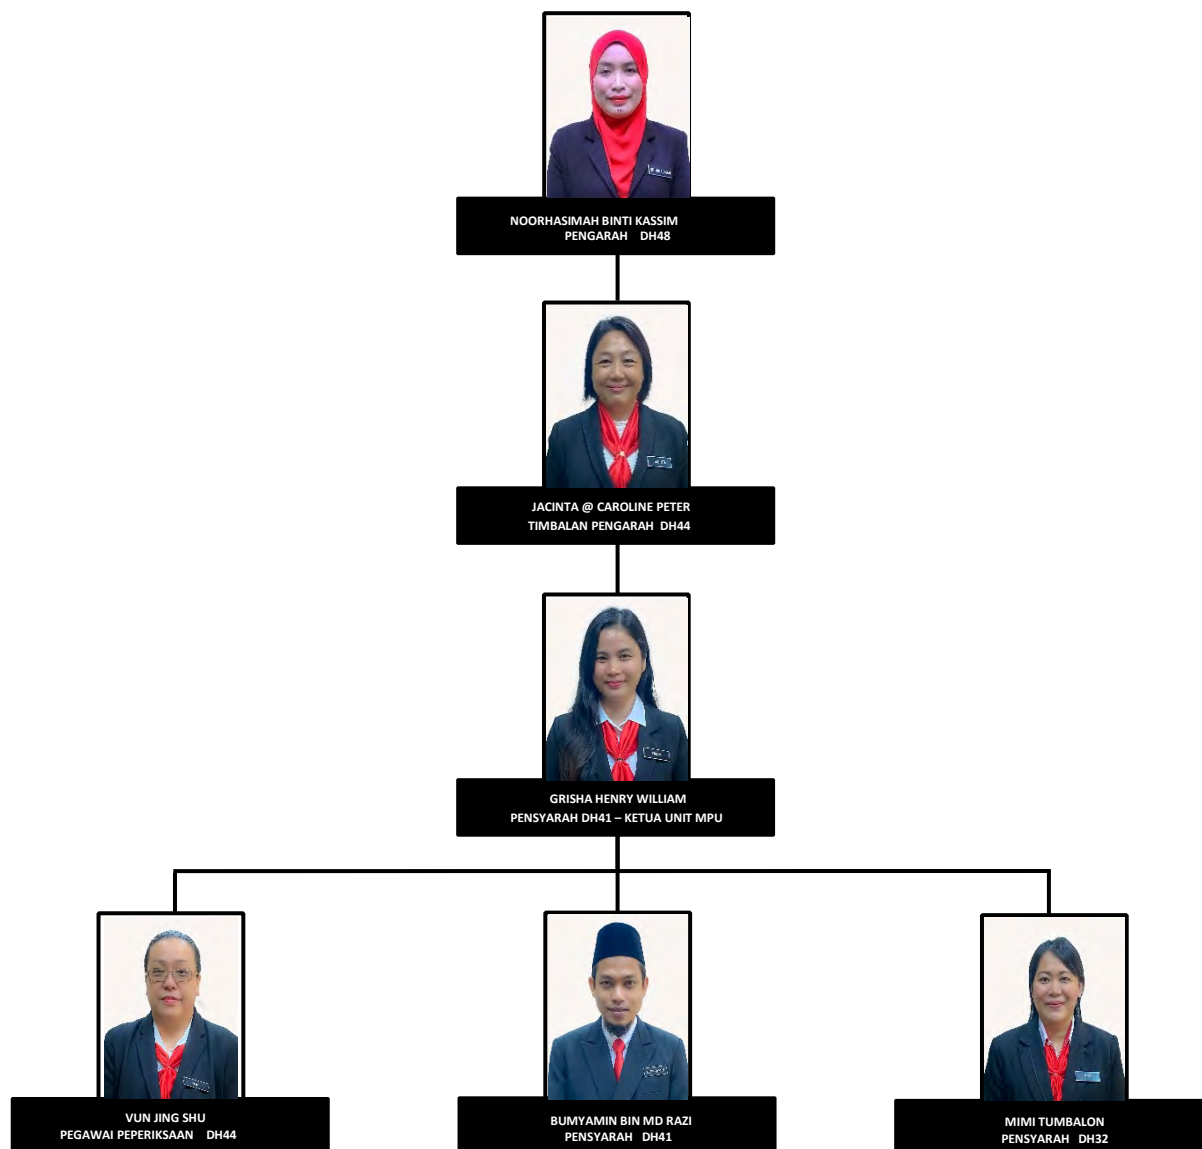 NOORHASIMAH BINTI KASSIM
PENGARAH DH48
JACINTA @ CAROLINE PETER
TIMBALAN PENGARAH DH44
GRISHA HENRY WILLIAM
PENSYARAH DH41 – KETUA UNIT MPU
VUN JING SHU
PEGAWAI PEPERIKSAAN DH44
BUMYAMIN BIN MD RAZI
PENSYARAH DH41
MIMI TUMBALON
PENSYARAH DH32